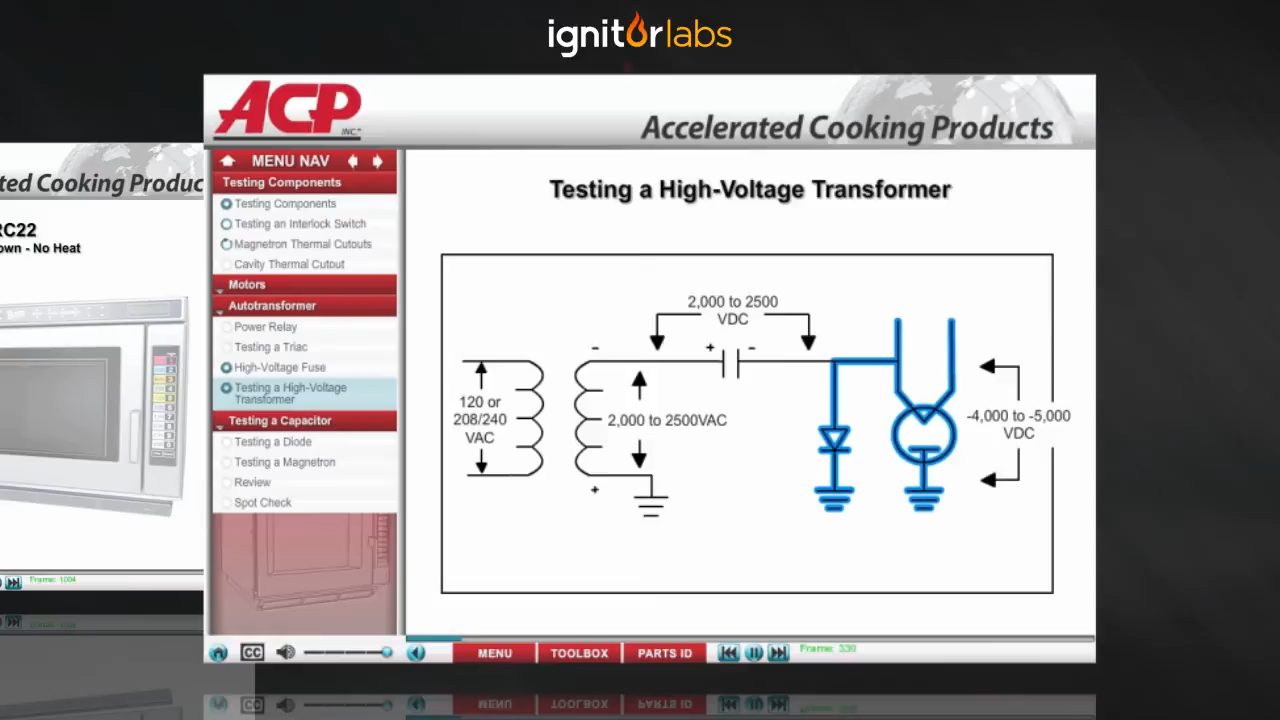 ignitorlabs
ACP
INC.
Accelerated Cooking Products
ted Cooking Produc
RC22
own - No Heat
Frame: 1004
MENU NAV
Testing Components
Testing Components
Testing an Interlock Switch
Magnetron Thermal Cutouts
Cavity Thermal Cutout
Motors
Autotransformer
Power Relay
Testing a Triac
High-Voltage Fuse
Testing a High-Voltage
Transformer
Testing a Capacitor
Testing a Diode
Testing a Magnetron
Review
Spot Check
Testing a High-Voltage Transformer
2,000 to 2500
VDC
- + -
120 or
208/240
VAC
2,000 to 2500VAC
-4,000 to -5,000
VDC
+
CC
MENU
TOOLBOX
PARTS ID
Frame: 330